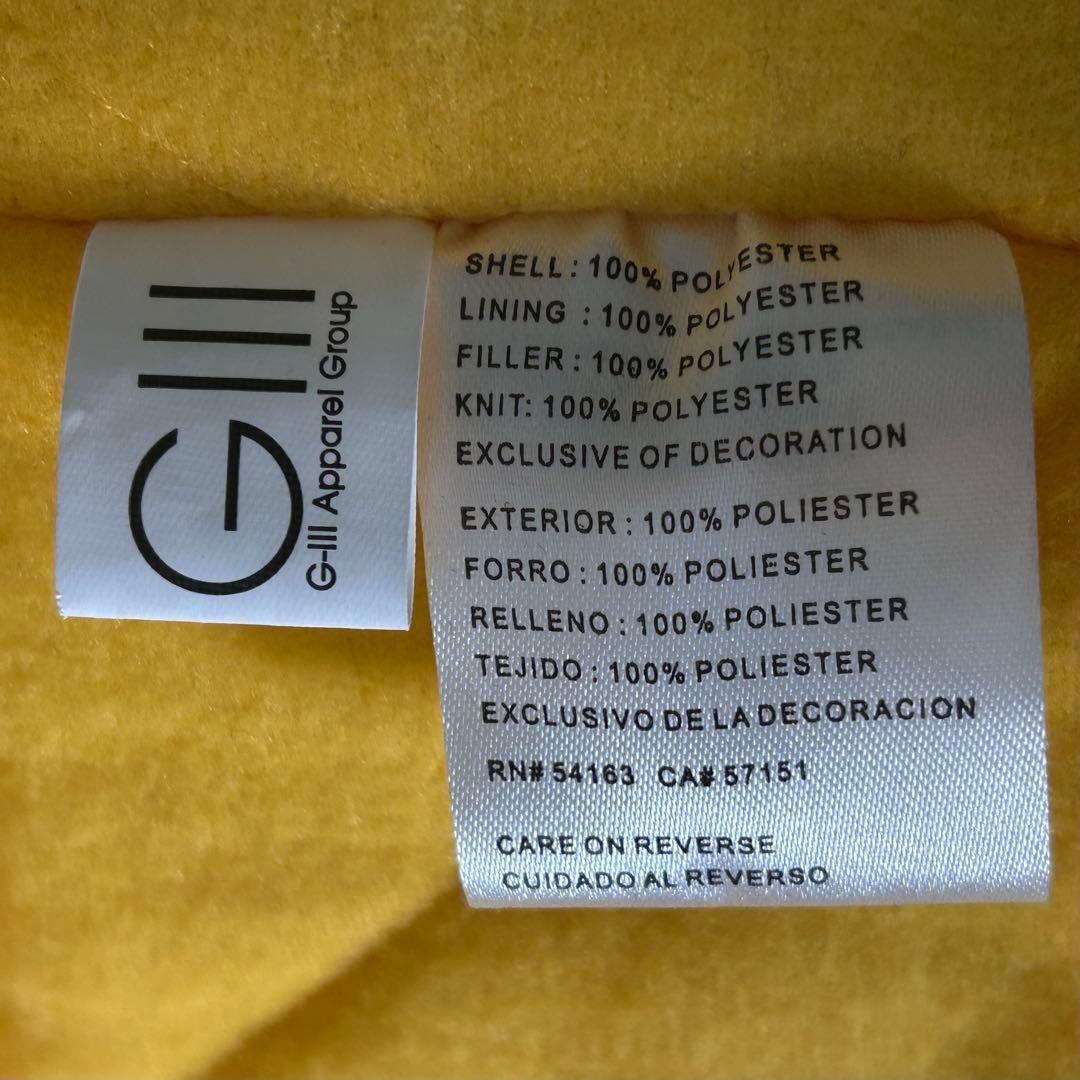 GIII
G-III Apparel Group
SHELL: 100% POLYESTER
LINING : 100% POLYESTER
FILLER : 100% POLYESTER
KNIT: 100% POLYESTER
EXCLUSIVE OF DECORATION
EXTERIOR : 100% POLIESTER
FORRO : 100% POLIESTER
RELLENO : 100% POLIESTER
TEJIDO : 100% POLIESTER
EXCLUSIVO DE LA DECORACION
RN# 54163 CA# 57151
CARE ON REVERSE
CUIDADO AL REVERSO